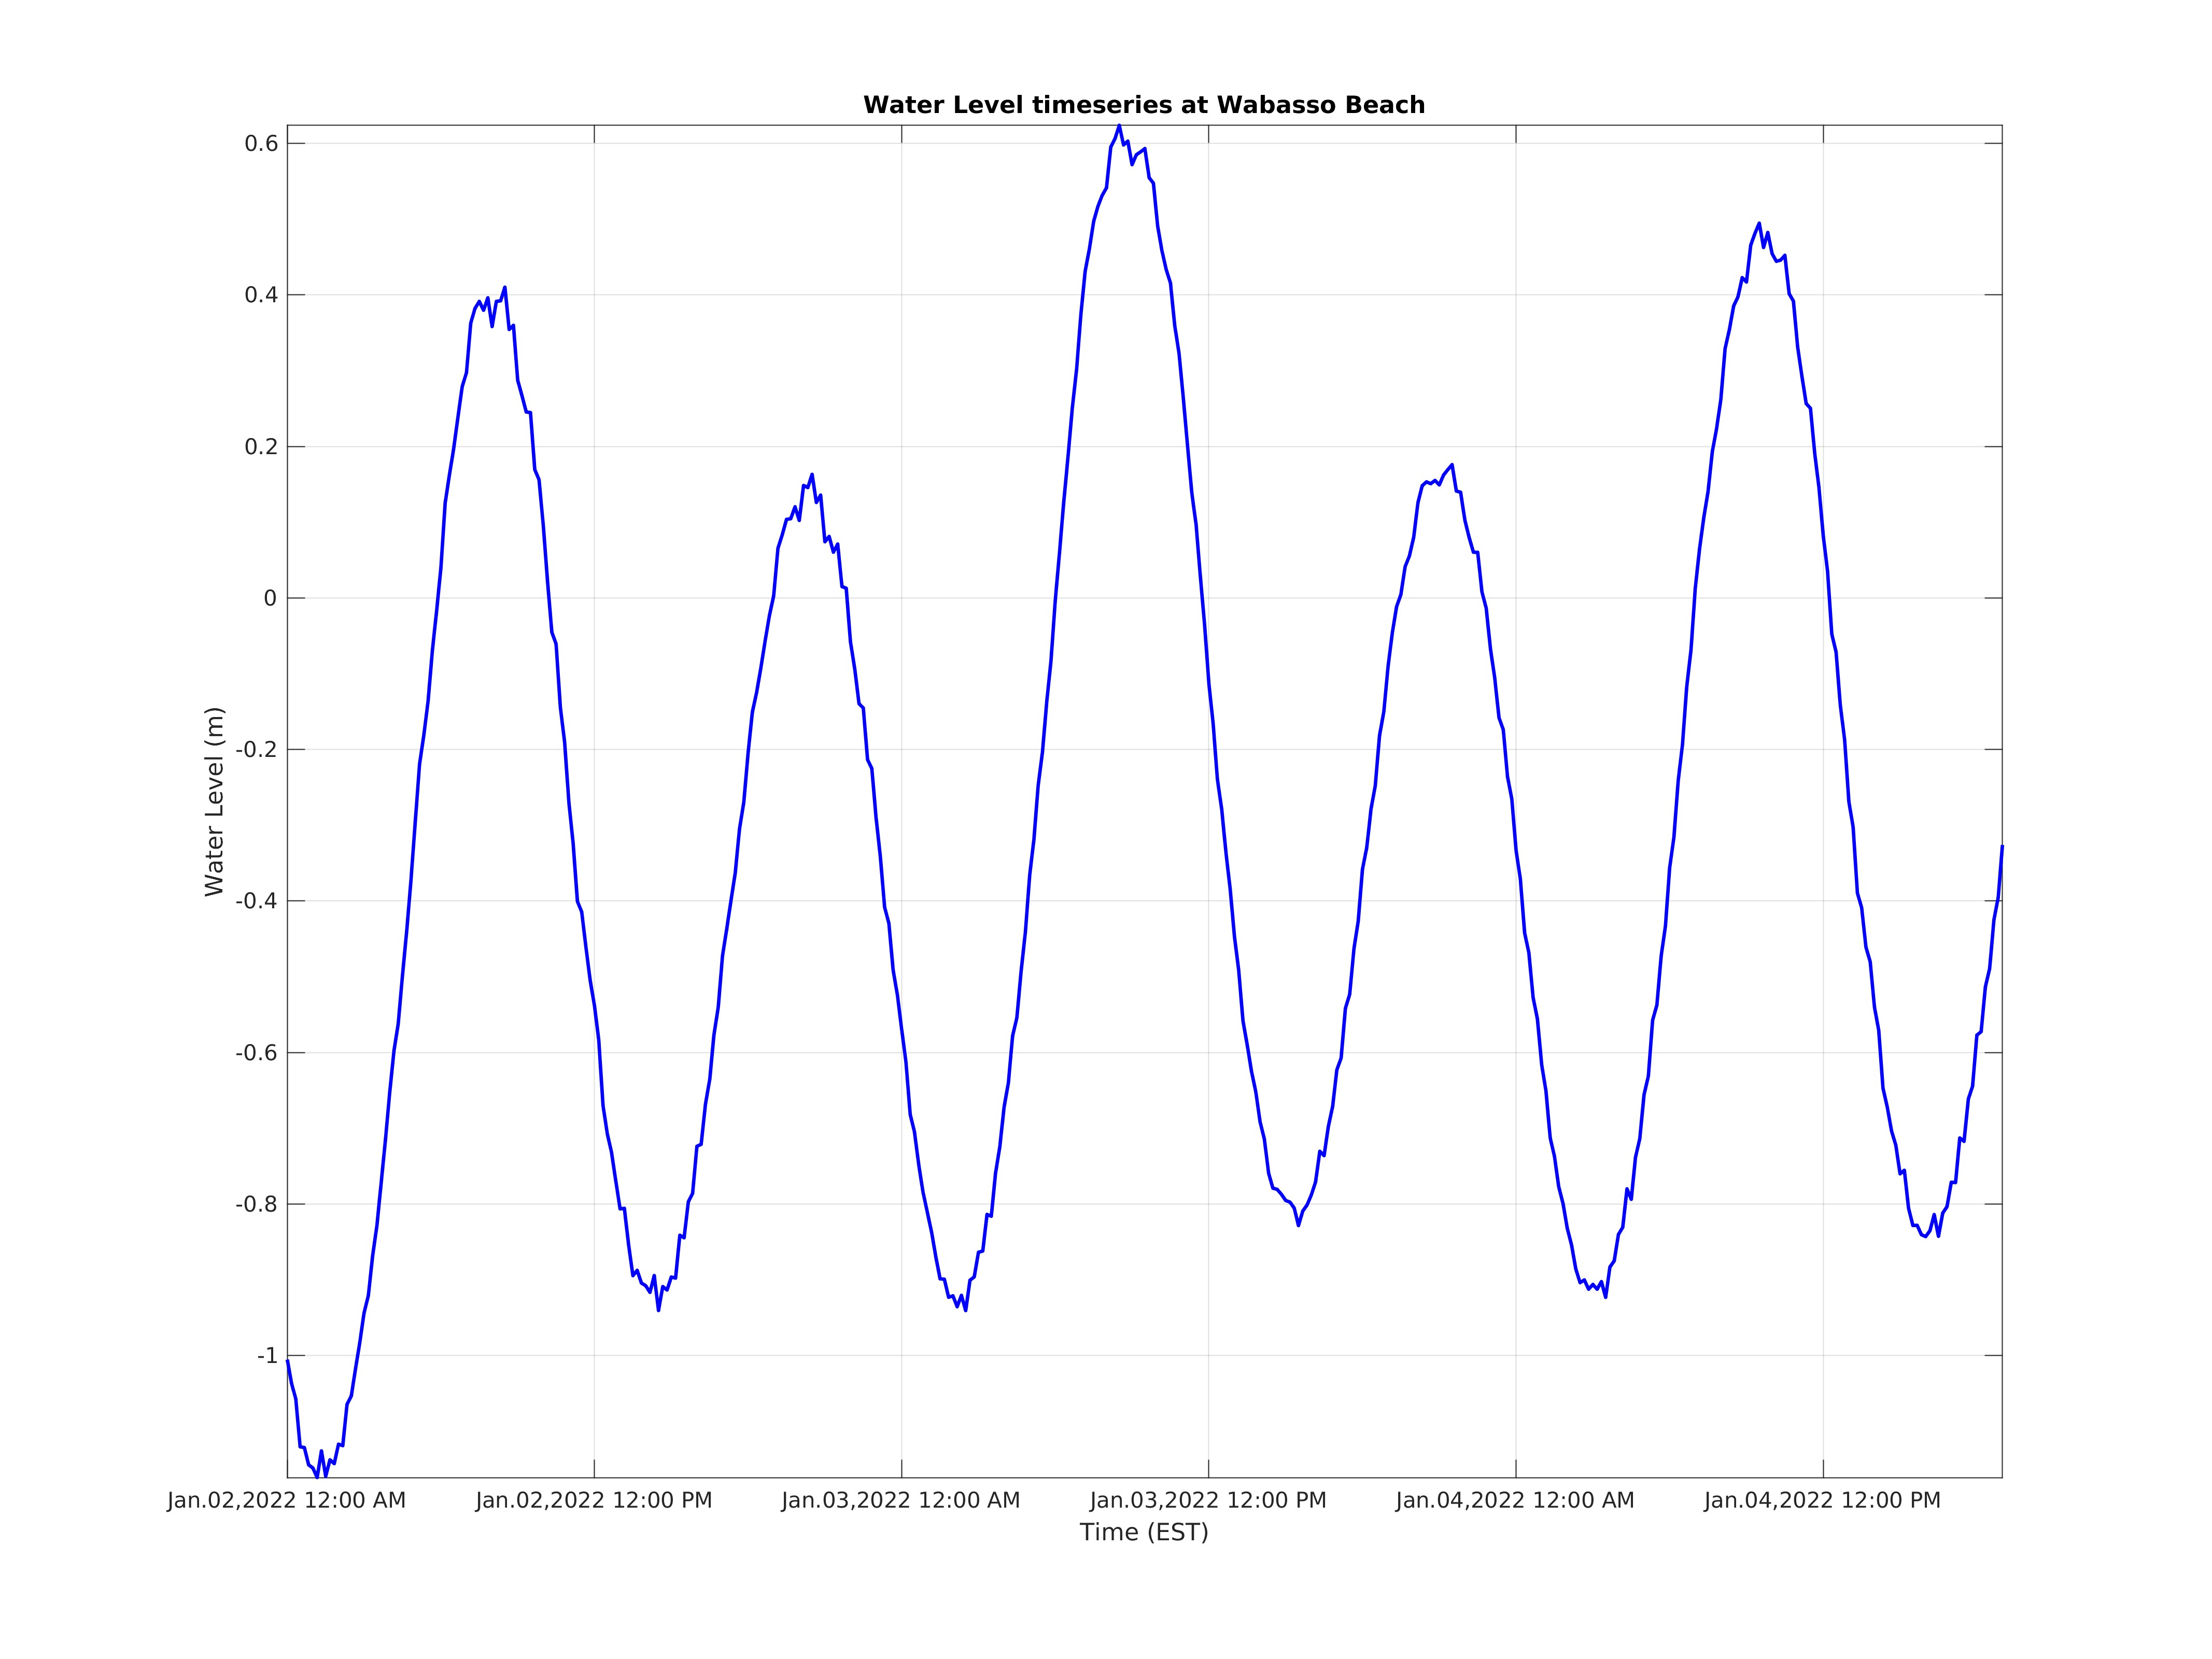 Water Level timeseries at Wabasso Beach
0.6
0.4
0.2
0
-0.2
-0.4
-0.6
-0.8
-1
Water Level (m)
Jan.02,2022 12:00 AM Jan.02,2022 12:00 PM Jan.03,2022 12:00 AM Jan.03,2022 12:00 PM Jan.04,2022 12:00 AM Jan.04,2022 12:00 PM
Time (EST)